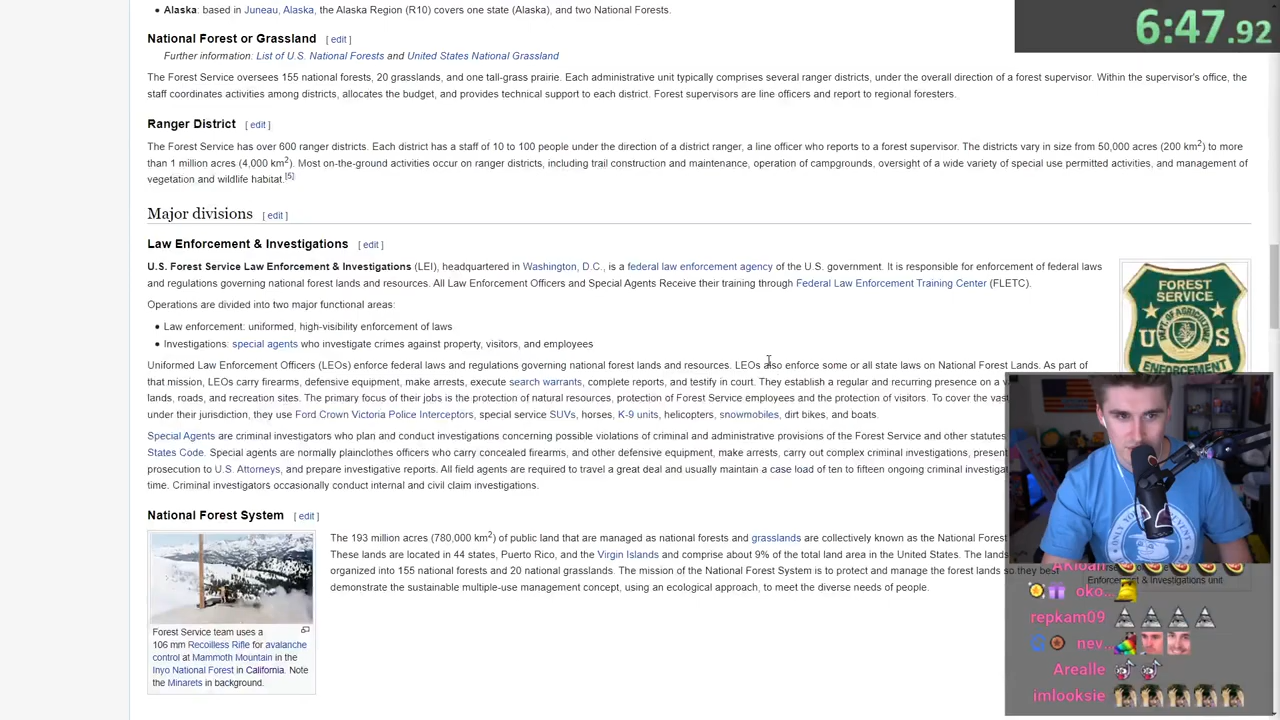 6:47.92
• Alaska: based in Juneau, Alaska, the Alaska Region (R10) covers one state (Alaska), and two National Forests.
National Forest or Grassland [ edit ]
Further information: List of U.S. National Forests and United States National Grassland
The Forest Service oversees 155 national forests, 20 grasslands, and one tall-grass prairie. Each administrative unit typically comprises several ranger districts, under the overall direction of a forest supervisor. Within the supervisor's office, the
staff coordinates activities among districts, allocates the budget, and provides technical support to each district. Forest supervisors are line officers and report to regional foresters.
Ranger District [ edit ]
The Forest Service has over 600 ranger districts. Each district has a staff of 10 to 100 people under the direction of a district ranger, a line officer who reports to a forest supervisor. The districts vary in size from 50,000 acres (200 km2) to more
than 1 million acres (4,000 km2). Most on-the-ground activities occur on ranger districts, including trail construction and maintenance, operation of campgrounds, oversight of a wide variety of special use permitted activities, and management of
vegetation and wildlife habitat.[5]
Major divisions [ edit ]
Law Enforcement & Investigations [ edit ]
U.S. Forest Service Law Enforcement & Investigations (LEI), headquartered in Washington, D.C., is a federal law enforcement agency of the U.S. government. It is responsible for enforcement of federal laws
and regulations governing national forest lands and resources. All Law Enforcement Officers and Special Agents Receive their training through Federal Law Enforcement Training Center (FLETC).
Operations are divided into two major functional areas:
• Law enforcement: uniformed, high-visibility enforcement of laws
• Investigations: special agents who investigate crimes against property, visitors, and employees
Uniformed Law Enforcement Officers (LEOs) enforce federal laws and regulations governing national forest lands and resources. LEOs also enforce some or all state laws on National Forest Lands. As part of
that mission, LEOs carry firearms, defensive equipment, make arrests, execute search warrants, complete reports, and testify in court. They establish a regular and recurring presence on a v
lands, roads, and recreation sites. The primary focus of their jobs is the protection of natural resources, protection of Forest Service employees and the protection of visitors. To cover the vas
under their jurisdiction, they use Ford Crown Victoria Police Interceptors, special service SUVs, horses, K-9 units, helicopters, snowmobiles, dirt bikes, and boats.
Special Agents are criminal investigators who plan and conduct investigations concerning possible violations of criminal and administrative provisions of the Forest Service and other statutes
States Code. Special agents are normally plainclothes officers who carry concealed firearms, and other defensive equipment, make arrests, carry out complex criminal investigations, present
prosecution to U.S. Attorneys, and prepare investigative reports. All field agents are required to travel a great deal and usually maintain a case load of ten to fifteen ongoing criminal investiga
time. Criminal investigators occasionally conduct internal and civil claim investigations.
FOREST
SERVICE
U S
ENFORCEMENT
Enforcement & Investigations unit
National Forest System [ edit ]
The 193 million acres (780,000 km2) of public land that are managed as national forests and grasslands are collectively known as the National Forest
These lands are located in 44 states, Puerto Rico, and the Virgin Islands and comprise about 9% of the total land area in the United States. The lands
organized into 155 national forests and 20 national grasslands. The mission of the National Forest System is to protect and manage the forest lands so they best
demonstrate the sustainable multiple-use management concept, using an ecological approach, to meet the diverse needs of people.
Forest Service team uses a
106 mm Recoilless Rifle for avalanche
control at Mammoth Mountain in the
Inyo National Forest in California. Note
the Minarets in background.
oko...
repkam09
nev...
Arealle
imlooksie